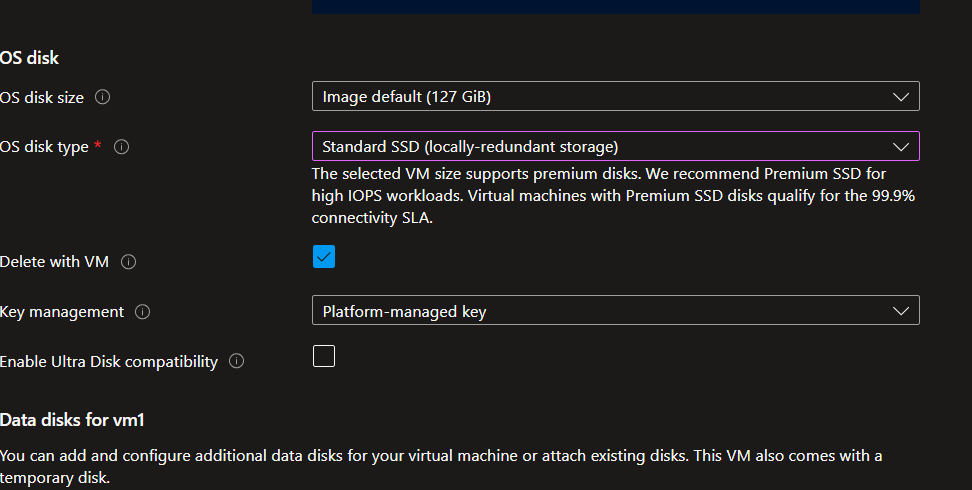 OS disk
OS disk size
Image default (127 GiB)
OS disk type *
Standard SSD (locally-redundant storage)
The selected VM size supports premium disks. We recommend Premium SSD for
high IOPS workloads. Virtual machines with Premium SSD disks qualify for the 99.9%
connectivity SLA.
Delete with VM
Key management
Platform-managed key
Enable Ultra Disk compatibility
Data disks for vm1
You can add and configure additional data disks for your virtual machine or attach existing disks. This VM also comes with a
temporary disk.